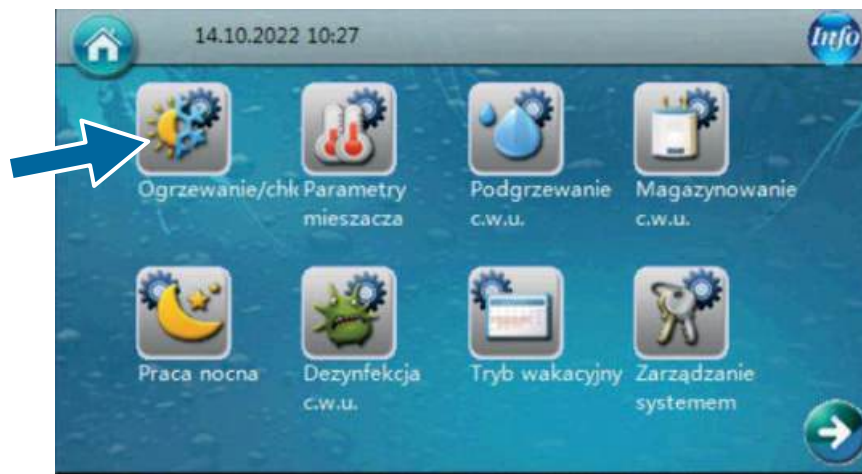 14.10.2022 10:27
Info
Ogrzewanie/chł
Parametry
mieszacza
Podgrzewanie
c.w.u.
Magazynowanie
c.w.u.
Praca nocna
Dezynfekcja
c.w.u.
Tryb wakacyjny
Zarządzanie
systemem